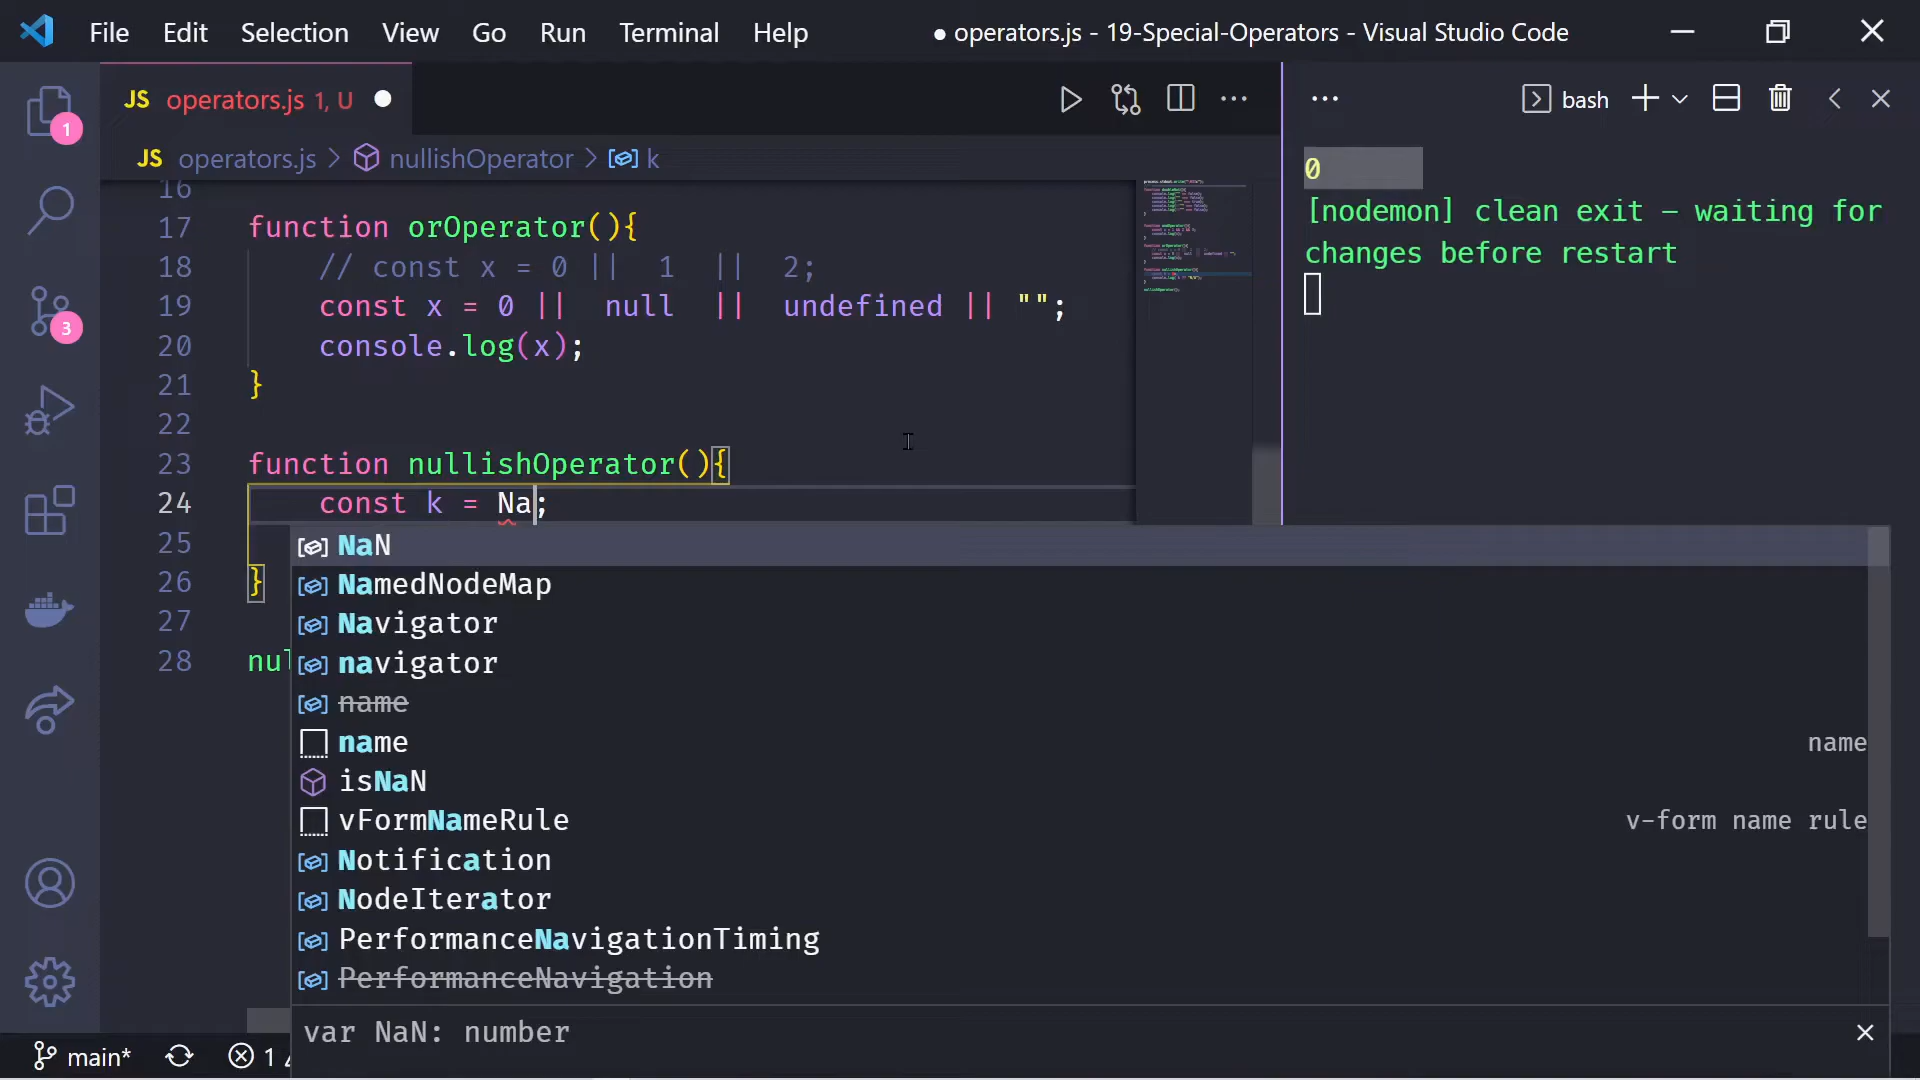 File Edit Selection View Go Run Terminal Help ● operators.js - 19-Special-Operators - Visual Studio Code
JS operators.js 1, U
bash
JS operators.js > nullishOperator > k
1
3
16
17 function orOperator(){
18 // const x = 0 || 1 || 2;
19 const x = 0 || null || undefined || "";
20 console.log(x);
21 }
22
23 function nullishOperator(){
24 const k = Na;
25
26 }
27
28 nul
NaN
NamedNodeMap
Navigator
navigator
name
name name
isNaN
vFormNameRule v-form name rule
Notification
NodeIterator
PerformanceNavigationTiming
PerformanceNavigation
var NaN: number
0
[nodemon] clean exit - waiting for
changes before restart
main* 1